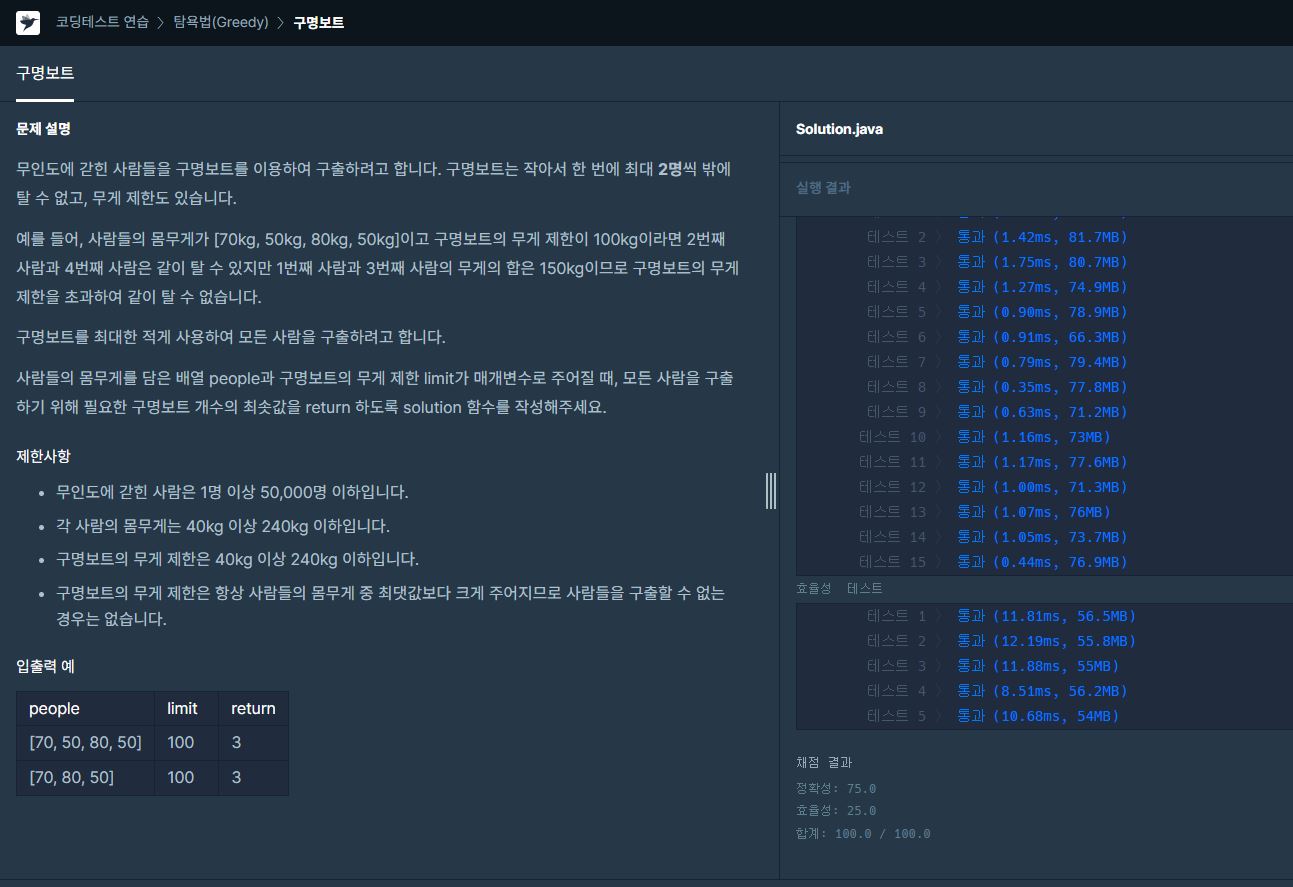 코딩테스트 연습 > 탐욕법(Greedy) > 구명보트
구명보트
문제 설명
무인도에 갇힌 사람들을 구명보트를 이용하여 구출하려고 합니다. 구명보트는 작아서 한 번에 최대 2명씩 밖에
탈 수 없고, 무게 제한도 있습니다.
예를 들어, 사람들의 몸무게가 [70kg, 50kg, 80kg, 50kg]이고 구명보트의 무게 제한이 100kg이라면 2번째
사람과 4번째 사람은 같이 탈 수 있지만 1번째 사람과 3번째 사람의 무게의 합은 150kg이므로 구명보트의 무게
제한을 초과하여 같이 탈 수 없습니다.
구명보트를 최대한 적게 사용하여 모든 사람을 구출하려고 합니다.
사람들의 몸무게를 담은 배열 people과 구명보트의 무게 제한 limit가 매개변수로 주어질 때, 모든 사람을 구출
하기 위해 필요한 구명보트 개수의 최솟값을 return 하도록 solution 함수를 작성해주세요.
제한사항
• 무인도에 갇힌 사람은 1명 이상 50,000명 이하입니다.
• 각 사람의 몸무게는 40kg 이상 240kg 이하입니다.
• 구명보트의 무게 제한은 40kg 이상 240kg 이하입니다.
• 구명보트의 무게 제한은 항상 사람들의 몸무게 중 최댓값보다 크게 주어지므로 사람들을 구출할 수 없는
경우는 없습니다.
입출력 예
people limit return
[70, 50, 80, 50] 100 3
[70, 80, 50] 100 3
Solution.java
실행 결과
테스트 2 > 통과 (1.42ms, 81.7MB)
테스트 3 > 통과 (1.75ms, 80.7MB)
테스트 4 > 통과 (1.27ms, 74.9MB)
테스트 5 > 통과 (0.90ms, 78.9MB)
테스트 6 > 통과 (0.91ms, 66.3MB)
테스트 7 > 통과 (0.79ms, 79.4MB)
테스트 8 > 통과 (0.35ms, 77.8MB)
테스트 9 > 통과 (0.63ms, 71.2MB)
테스트 10 > 통과 (1.16ms, 73MB)
테스트 11 > 통과 (1.17ms, 77.6MB)
테스트 12 > 통과 (1.00ms, 71.3MB)
테스트 13 > 통과 (1.07ms, 76MB)
테스트 14 > 통과 (1.05ms, 73.7MB)
테스트 15 > 통과 (0.44ms, 76.9MB)
효율성 테스트
테스트 1 > 통과 (11.81ms, 56.5MB)
테스트 2 > 통과 (12.19ms, 55.8MB)
테스트 3 > 통과 (11.88ms, 55MB)
테스트 4 > 통과 (8.51ms, 56.2MB)
테스트 5 > 통과 (10.68ms, 54MB)
채점 결과
정확성: 75.0
효율성: 25.0
합계: 100.0 / 100.0